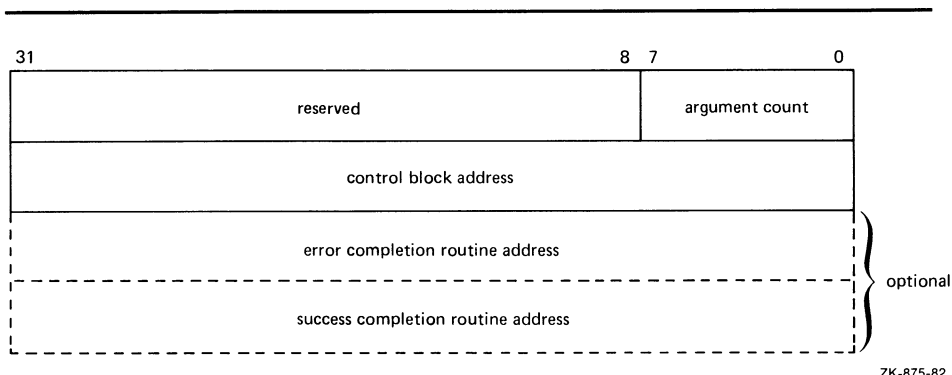 31 8 7 0
reserved argument count
control block address
error completion routine address
optional
success completion routine address
ZK-875-82